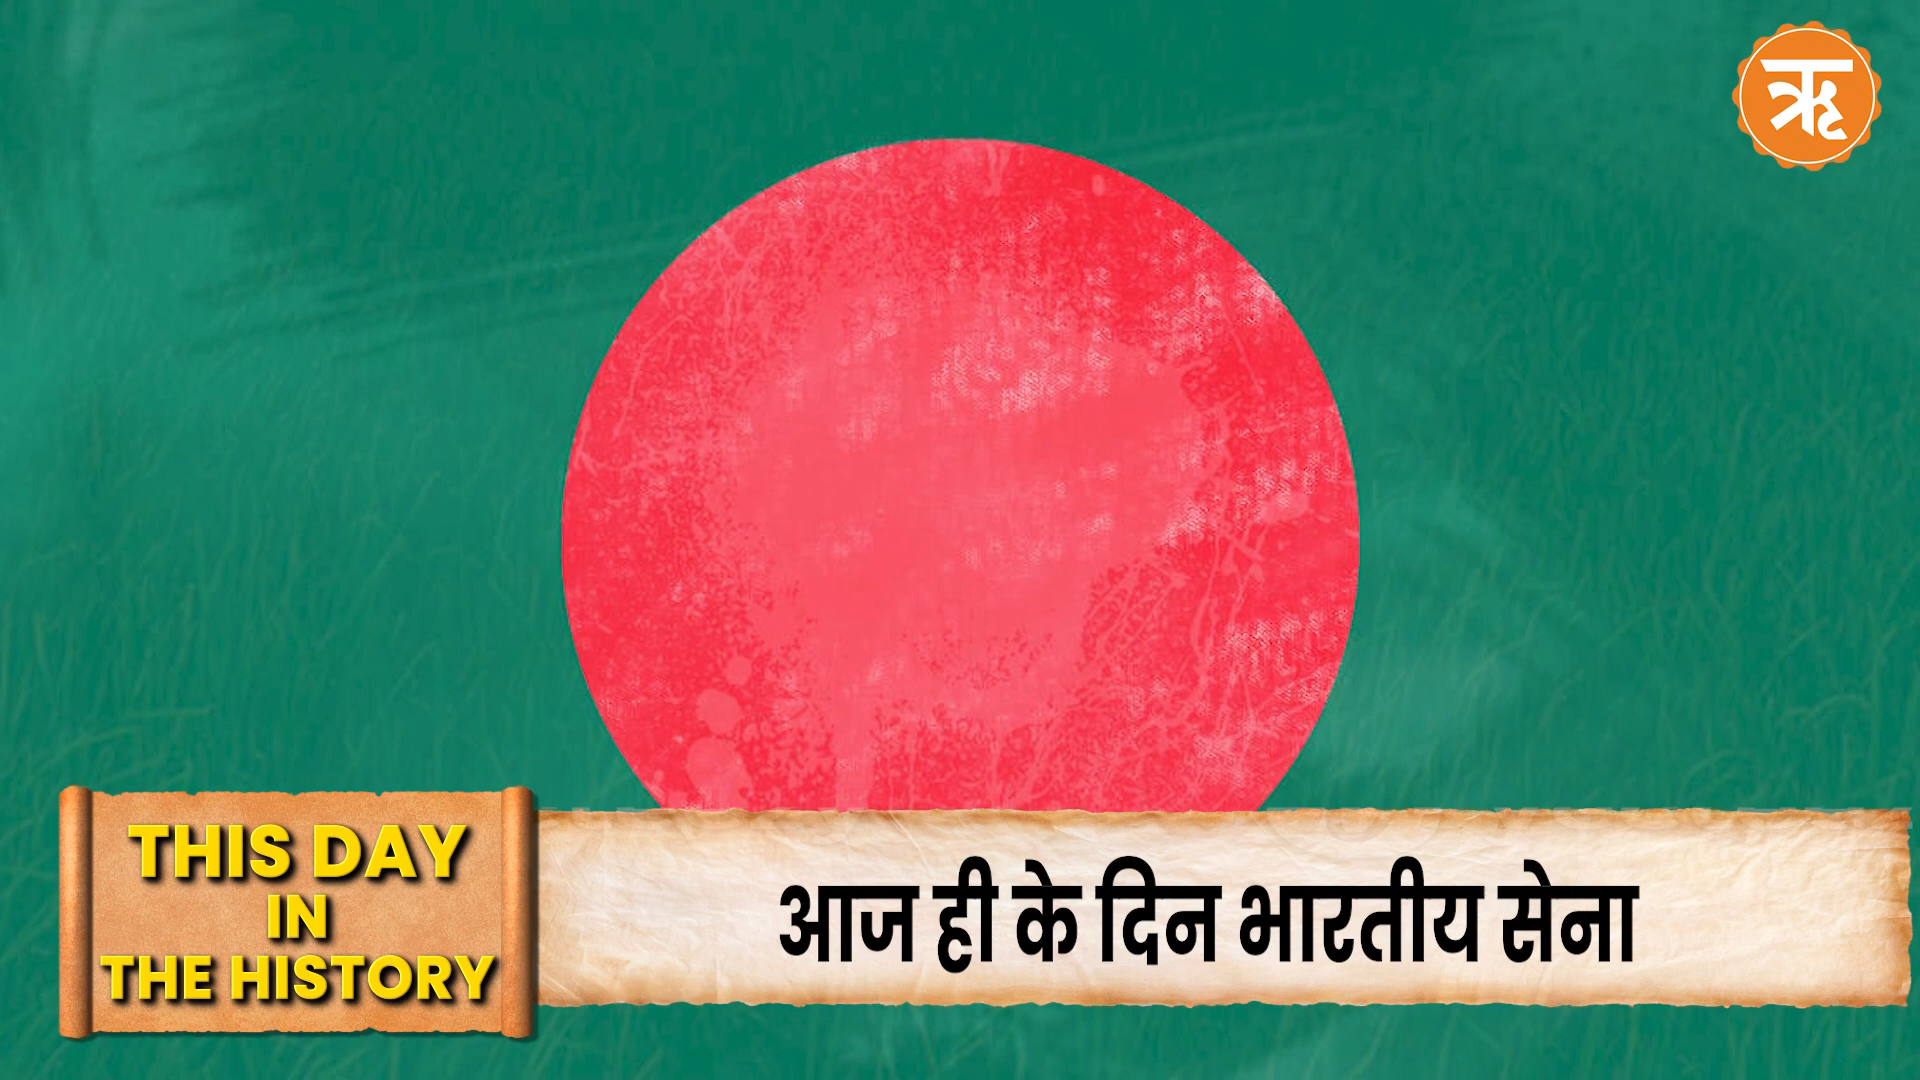 ऋ
THIS DAY
IN
THE HISTORY
आज ही के दिन भारतीय सेना